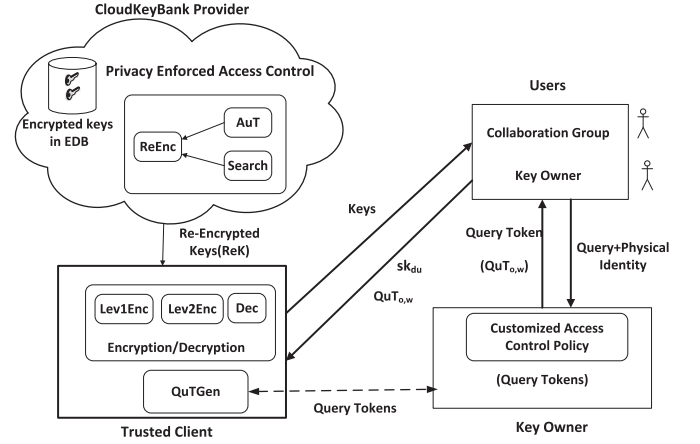 CloudKeyBank Provider
Privacy Enforced Access Control
Encrypted keys
in EDB
AuT
ReEnc
Search
Users
Collaboration Group
Key Owner
Keys
Re-Encrypted
Keys(ReK)
sk_du
QuT_o,w
Query Token
(QuT_o,w)
Query+Physical
Identity
Lev1Enc
Lev2Enc
Dec
Encryption/Decryption
QuTGen
Customized Access
Control Policy
(Query Tokens)
Query Tokens
Trusted Client
Key Owner